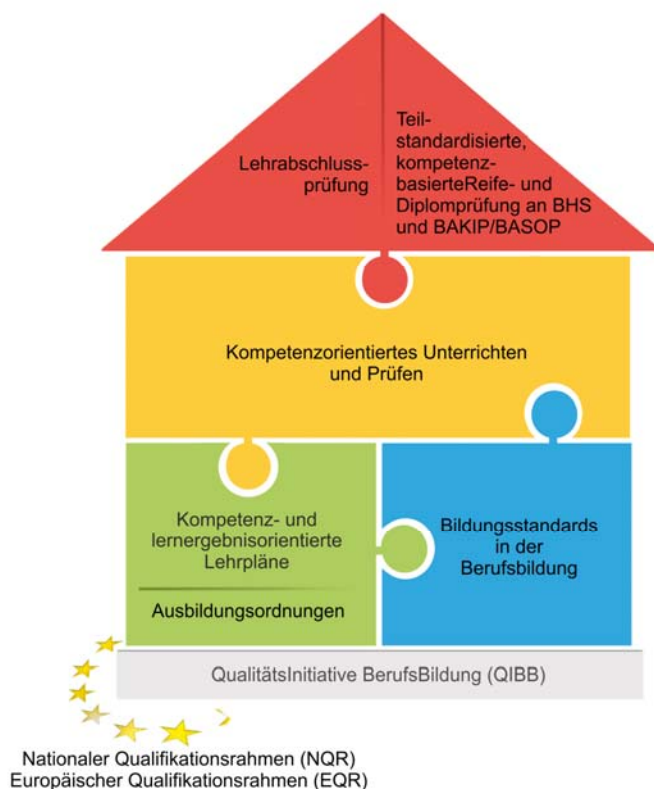 Lehrabschluss-
prüfung
Teil-
standardisierte,
kompetenz-
basierteReife- und
Diplomprüfung an BHS
und BAKIP/BASOP
Kompetenzorientiertes Unterrichten
und Prüfen
Kompetenz- und
lernergebnisorientierte
Lehrpläne
Ausbildungsordnungen
Bildungsstandards
in der
Berufsbildung
QualitätsInitiative BerufsBildung (QIBB)
Nationaler Qualifikationsrahmen (NQR)
Europäischer Qualifikationsrahmen (EQR)